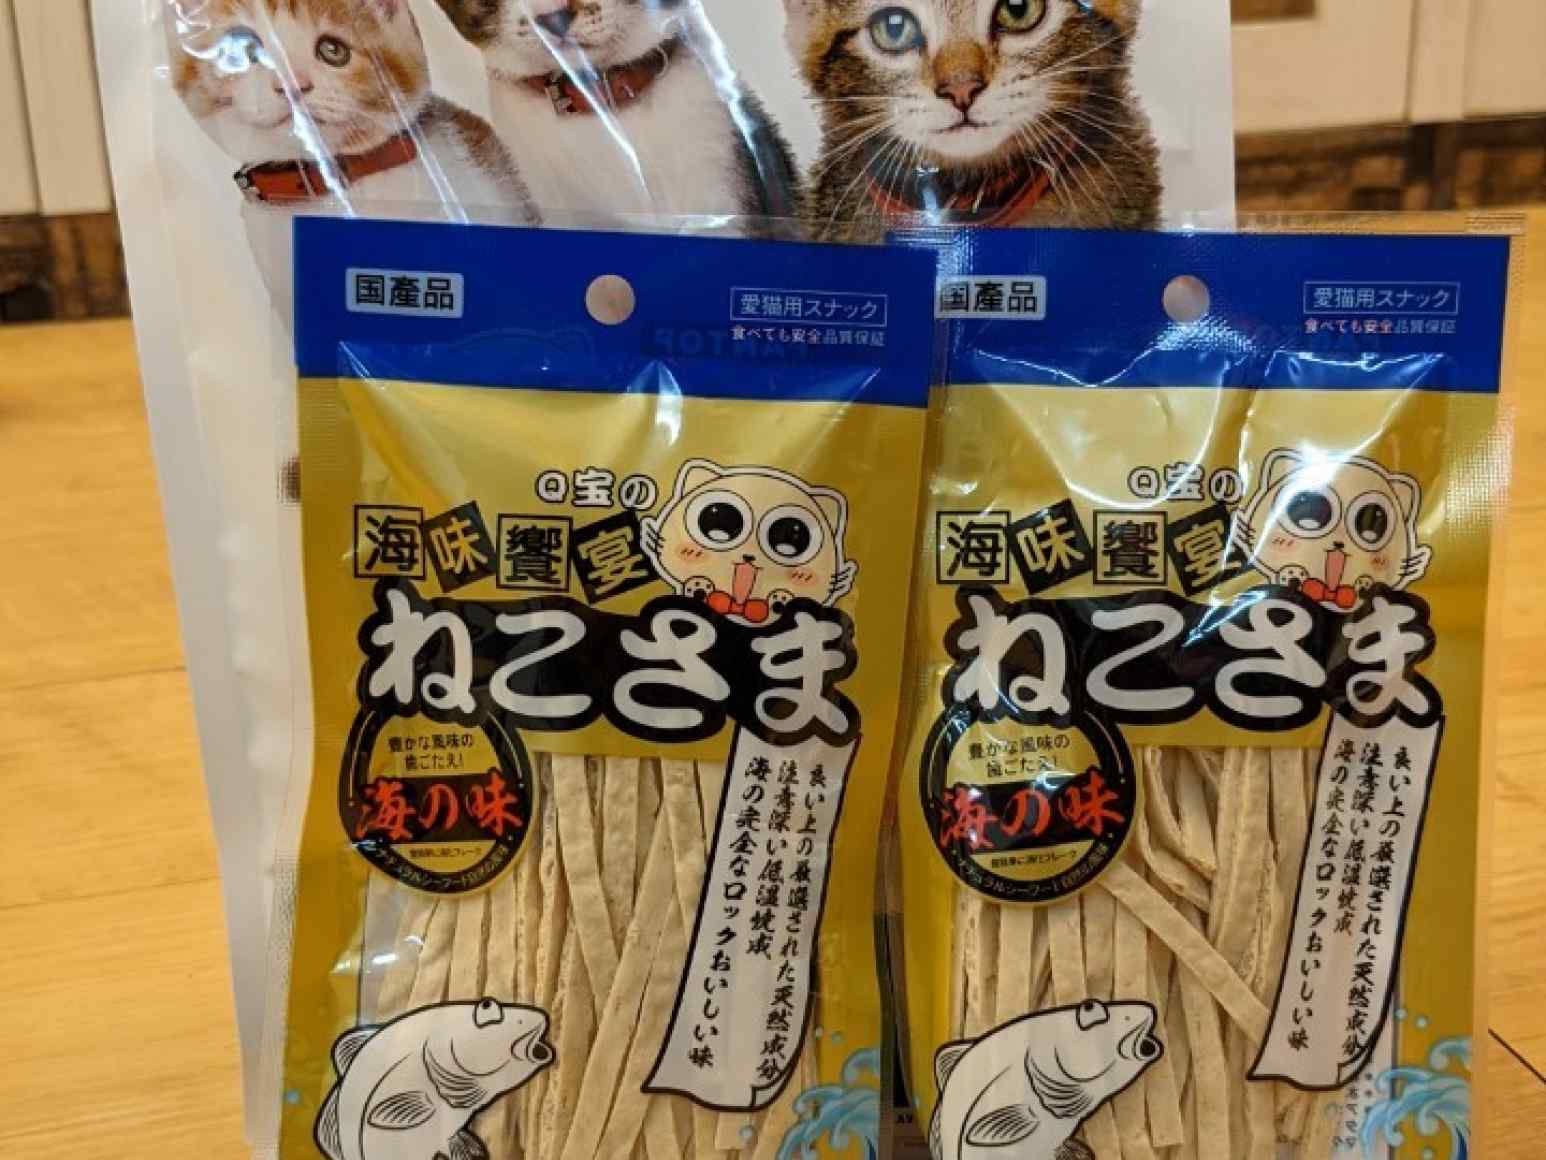 国產品
愛猫用スナック
食べても安全品質保証
Q宝の
海味饗宴
ねこさま
豊かな風味の
歯ごたえ!
海の味
良い上の厳選された天然成分
注意深い低温焼成
海の完全なロックおいしい味
国產品
愛猫用スナック
食べても安全品質保証
Q宝の
海味饗宴
ねこさま
豊かな風味の
歯ごたえ!
海の味
良い上の厳選された天然成分
注意深い低温焼成
海の完全なロックおいしい味